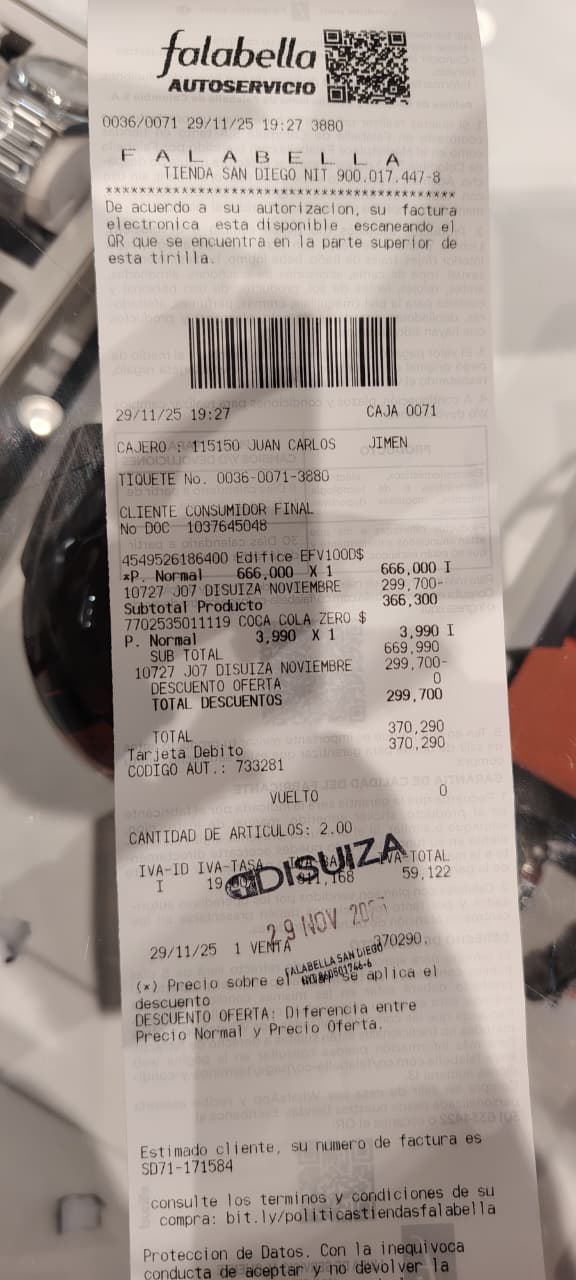 falabella
AUTOSERVICIO
0036/0071 29/11/25 19:27 3880
F A L A B E L L A
TIENDA SAN DIEGO NIT 900.017.447-8
******************************************
De acuerdo a su autorizacion, su factura
electronica esta disponible escaneando el
QR que se encuentra en la parte superior de
esta tirilla.
29/11/25 19:27 CAJA 0071
CAJERO : 115150 JUAN CARLOS JIMEN
TIQUETE No. 0036-0071-3880
CLIENTE CONSUMIDOR FINAL
No DOC 1037645048
4549526186400 Edifice EFV100D$
*P. Normal 666,000 X 1 666,000 I
10727 J07 DISUIZA NOVIEMBRE 299,700-
Subtotal Producto 366,300
7702535011119 COCA COLA ZERO $
P. Normal 3,990 X 1 3,990 I
SUB TOTAL 669,990
10727 J07 DISUIZA NOVIEMBRE 299,700-
DESCUENTO OFERTA 0
TOTAL DESCUENTOS 299,700
TOTAL 370,290
Tarjeta Debito 370,290
CODIGO AUT.: 733281
VUELTO 0
CANTIDAD DE ARTICULOS: 2.00
IVA-ID IVA-TASA IVA-TOTAL
I 59,122
DISUIZA
29 NOV
29/11/25 1 VENTA 370290.
FALABELLA SAN DIEGO
(*) Precio sobre el se aplica el
descuento
DESCUENTO OFERTA: Diferencia entre
Precio Normal y Precio Oferta.
Estimado cliente, su numero de factura es
SD71-171584
consulte los terminos y condiciones de su
compra: bit.ly/politicastiendasfalabella
Proteccion de Datos. Con la inequivoca
conducta de aceptar y no devolver la